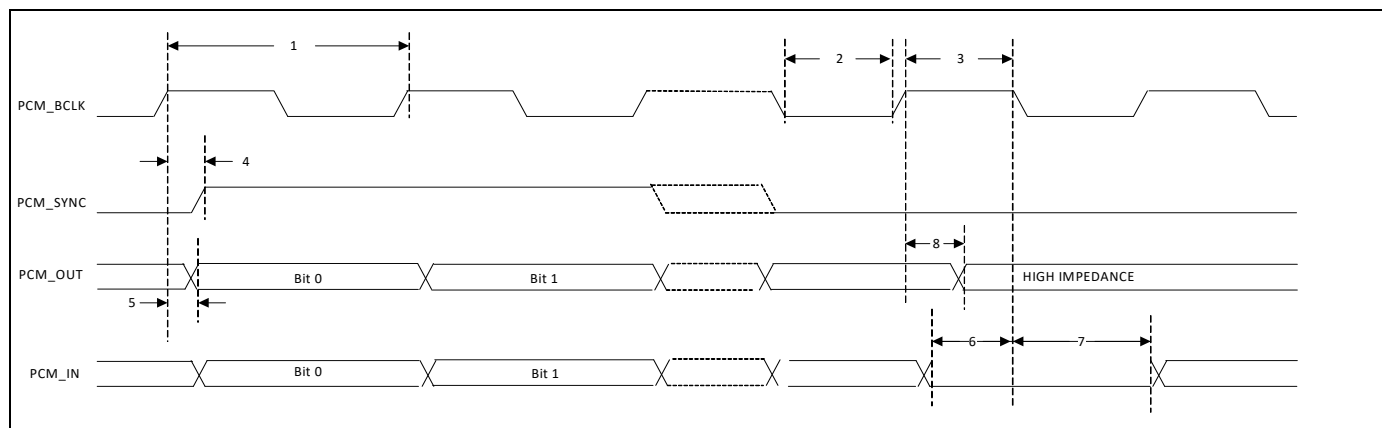 1
2
3
PCM_BCLK
4
PCM_SYNC
8
PCM_OUT
Bit 0
Bit 1
HIGH IMPEDANCE
5
6
7
PCM_IN
Bit 0
Bit 1